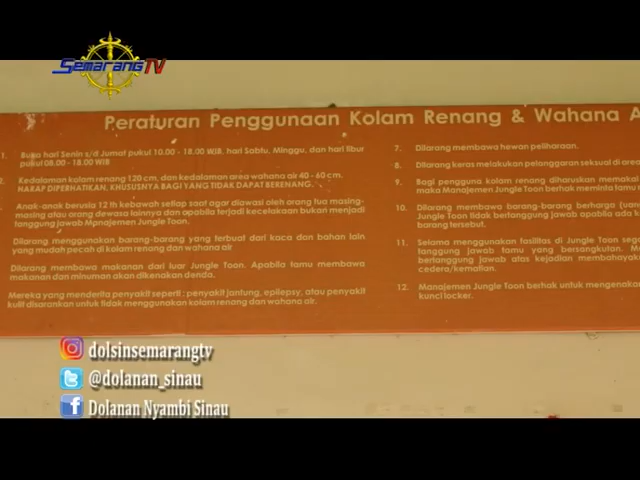 SemarangTV
Peraturan Penggunaan Kolam Renang & Wahana A
1. Buka hari Senin s/d Jumat pukul 10.00 - 18.00 WIB, hari Sabtu, Minggu, dan hari libur
pukul 08.00 - 18.00 WIB
2. Kedalaman kolam renang 120 cm, dan kedalaman area wahana air 40 - 60 cm.
HARAP DIPERHATIKAN, KHUSUSNYA BAGI YANG TIDAK DAPAT BERENANG.
Anak-anak berusia 12 th kebawah setiap saat agar diawasi oleh orang tua masing-
masing atau orang dewasa lainnya dan apabila terjadi kecelakaan bukan menjadi
tanggung jawab Manajemen Jungle Toon.
Dilarang menggunakan barang-barang yang terbuat dari kaca dan bahan lain
yang mudah pecah di kolam renang dan wahana air
Dilarang membawa makanan dari luar Jungle Toon. Apabila tamu membawa
makanan dan minuman akan dikenakan denda.
Mereka yang menderita penyakit seperti : penyakit jantung, epilepsy, atau penyakit
kulit disarankan untuk tidak menggunakan kolam renang dan wahana air.
7. Dilarang membawa hewan peliharaan.
8. Dilarang keras melakukan pelanggaran seksual di area
9. Bagi pengguna kolam renang diharuskan memakai
maka Manajemen Jungle Toon berhak meminta tamu
10. Dilarang membawa barang-barang berharga (uang
Jungle Toon tidak bertanggung jawab apabila ada
barang tersebut.
11. Selama menggunakan fasilitas di Jungle Toon sega
tanggung jawab tamu yang bersangkutan. M
bertanggung jawab atas kejadian membahayak
cedera/kematian.
12. Manajemen Jungle Toon berhak untuk mengenakan
kunci locker.
dolsinsemarangtv
@dolanan_sinau
Dolanan Nyambi Sinau